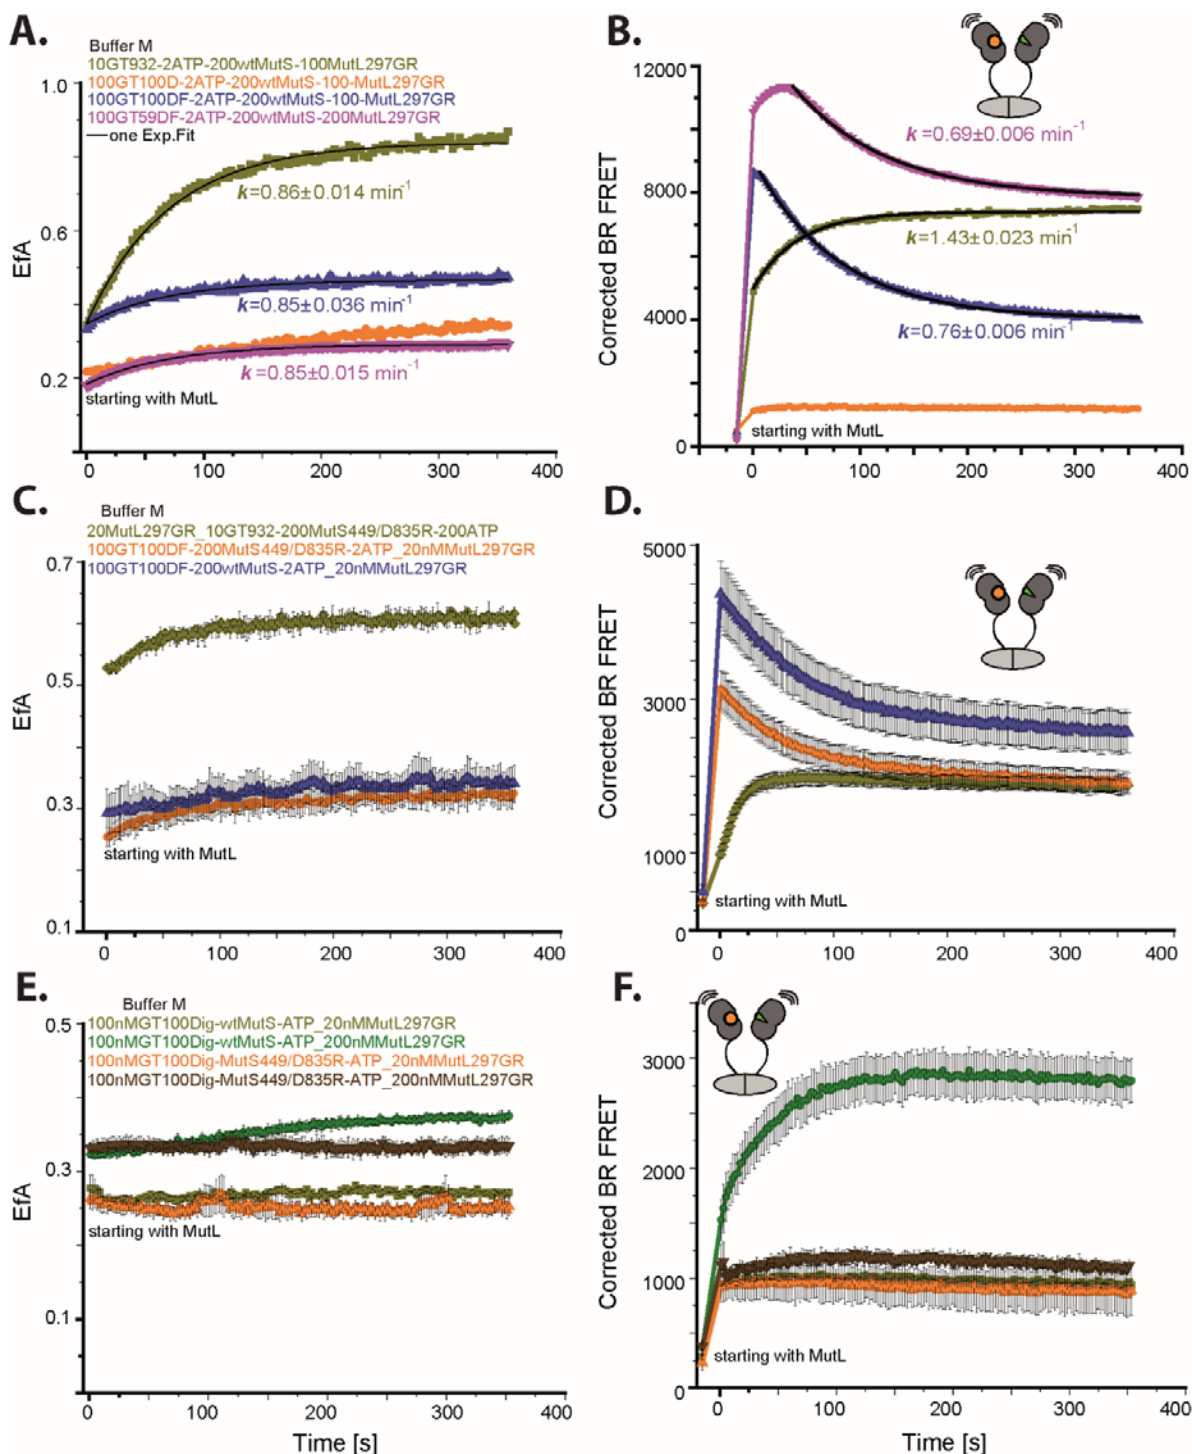 A.
Buffer M
10GT932-2ATP-200wtMutS-100MutL297GR
100GT100D-2ATP-200wtMutS-100-MutL297GR
100GT100DF-2ATP-200wtMutS-100-MutL297GR
100GT59DF-2ATP-200wtMutS-200MutL297GR
one Exp.Fit
1.0
0.6
0.2
EfA
k=0.86±0.014 min-1
k=0.85±0.036 min-1
k=0.85±0.015 min-1
starting with MutL
0 100 200 300 400
B.
12000
8000
4000
0
Corrected BR FRET
k=0.69±0.006 min-1
k=1.43±0.023 min-1
k=0.76±0.006 min-1
starting with MutL
0 100 200 300 400
C.
Buffer M
20MutL297GR_10GT932-200MutS449/D835R-200ATP
100GT100DF-200MutS449/D835R-2ATP_20nMMutL297GR
100GT100DF-200wtMutS-2ATP_20nMMutL297GR
0.7
0.5
0.3
0.1
EfA
starting with MutL
0 100 200 300 400
D.
5000
3000
1000
0
Corrected BR FRET
starting with MutL
0 100 200 300 400
E.
Buffer M
100nMGT100Dig-wtMutS-ATP_20nMMutL297GR
100nMGT100Dig-wtMutS-ATP_200nMMutL297GR
100nMGT100Dig-MutS449/D835R-ATP_20nMMutL297GR
100nMGT100Dig-MutS449/D835R-ATP_200nMMutL297GR
0.5
0.3
0.1
EfA
starting with MutL
0 100 200 300 400
Time [s]
F.
3000
2000
1000
0
Corrected BR FRET
starting with MutL
0 100 200 300 400
Time [s]